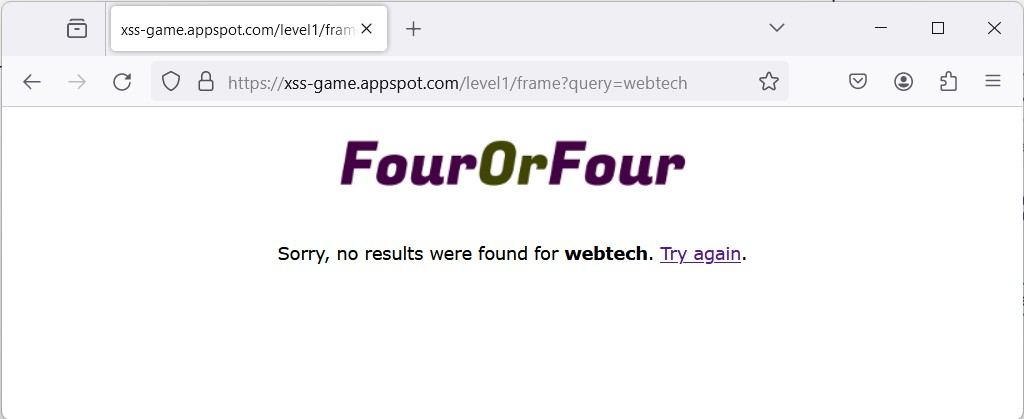 xss-game.appspot.com/level1/fram
https://xss-game.appspot.com/level1/frame?query=webtech
FourOrFour
Sorry, no results were found for webtech. Try again.